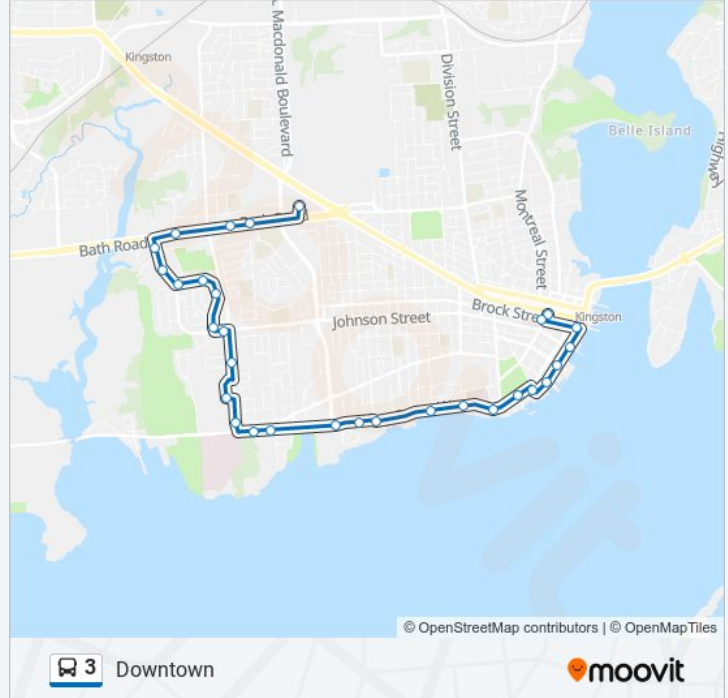 . Macdonald Boulevard
Kingston
Division Street
Belle Island
Montreal Street
Bath Road
Brock Stre
Kingston
Johnson Street
© OpenStreetMap contributors | © OpenMapTiles
3 Downtown
moovit